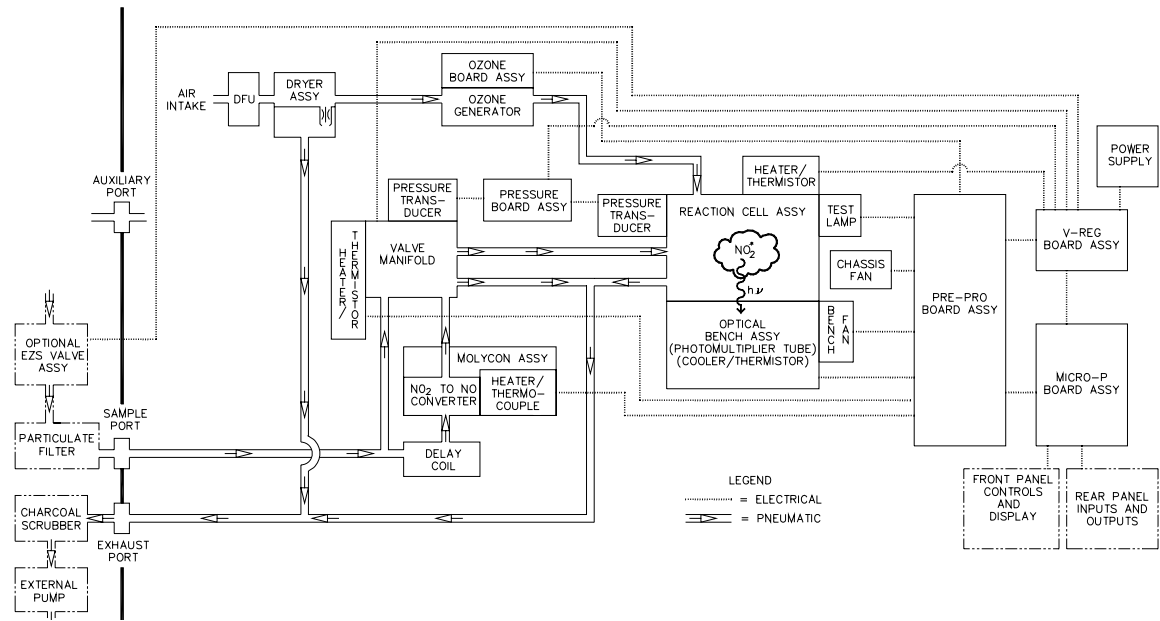 AIR
INTAKE
DFU
DRYER
ASSY
OZONE
BOARD ASSY
OZONE
GENERATOR
POWER
SUPPLY
AUXILIARY
PORT
PRESSURE
TRANS-
DUCER
PRESSURE
BOARD ASSY
PRESSURE
TRANS-
DUCER
HEATER/
THERMISTOR
REACTION CELL ASSY
TEST
LAMP
HEATER/
THERMISTOR
VALVE
MANIFOLD
NO₂*
hν
CHASSIS
FAN
PRE-PRO
BOARD ASSY
V-REG
BOARD ASSY
OPTICAL
BENCH ASSY
(PHOTOMULTIPLIER TUBE)
(COOLER/THERMISTOR)
BENCH
FAN
OPTIONAL
EZS VALVE
ASSY
MOLYCON ASSY
NO₂ TO NO
CONVERTER
HEATER/
THERMO-
COUPLE
MICRO-P
BOARD ASSY
SAMPLE
PORT
PARTICULATE
FILTER
DELAY
COIL
LEGEND
= ELECTRICAL
= PNEUMATIC
FRONT PANEL
CONTROLS
AND
DISPLAY
REAR PANEL
INPUTS AND
OUTPUTS
CHARCOAL
SCRUBBER
EXHAUST
PORT
EXTERNAL
PUMP